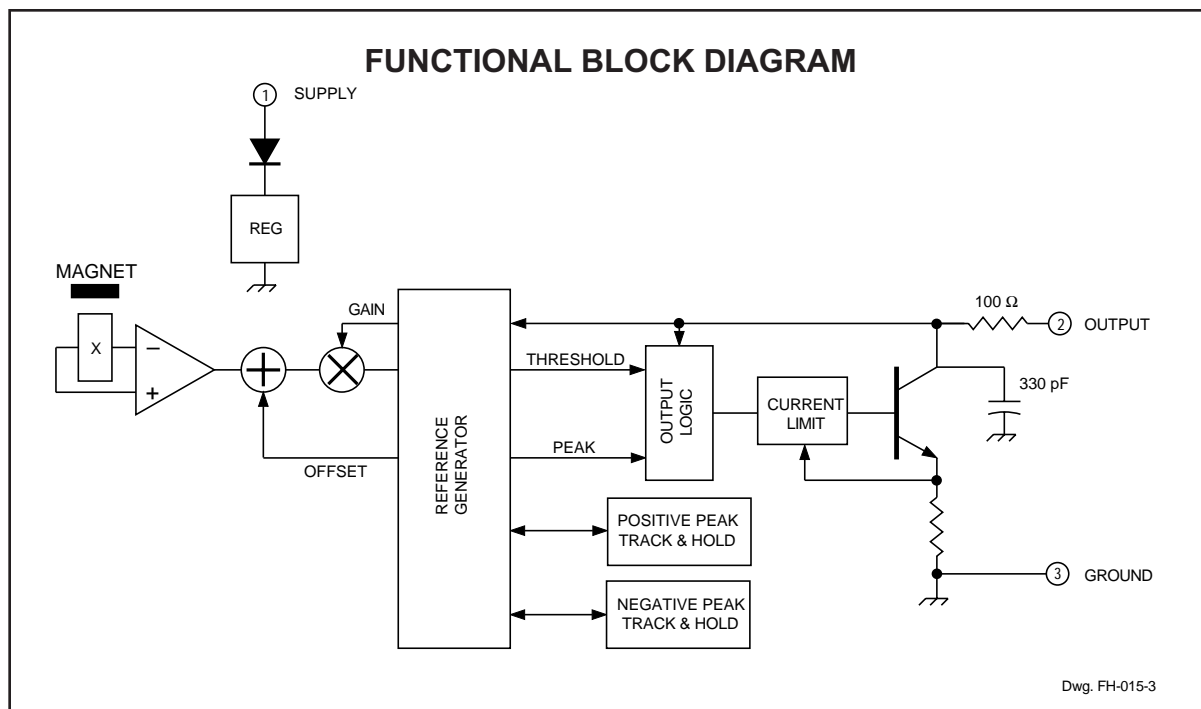 FUNCTIONAL BLOCK DIAGRAM
1 SUPPLY
REG
MAGNET
X
−
+
GAIN
OFFSET
REFERENCE
GENERATOR
THRESHOLD
PEAK
OUTPUT
LOGIC
CURRENT
LIMIT
100 Ω
2 OUTPUT
330 pF
POSITIVE PEAK
TRACK & HOLD
NEGATIVE PEAK
TRACK & HOLD
3 GROUND
Dwg. FH-015-3